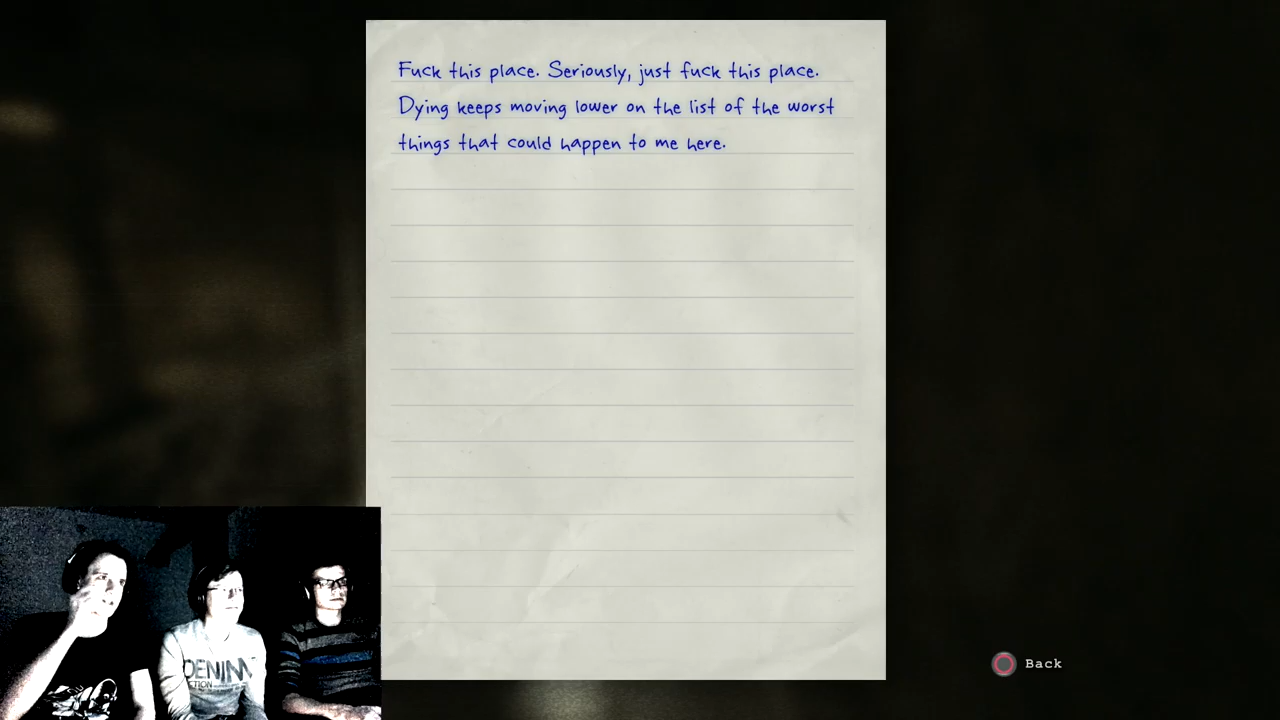 Fuck this place. Seriously, just fuck this place.
Dying keeps moving lower on the list of the worst
things that could happen to me here.
DENIM
Back